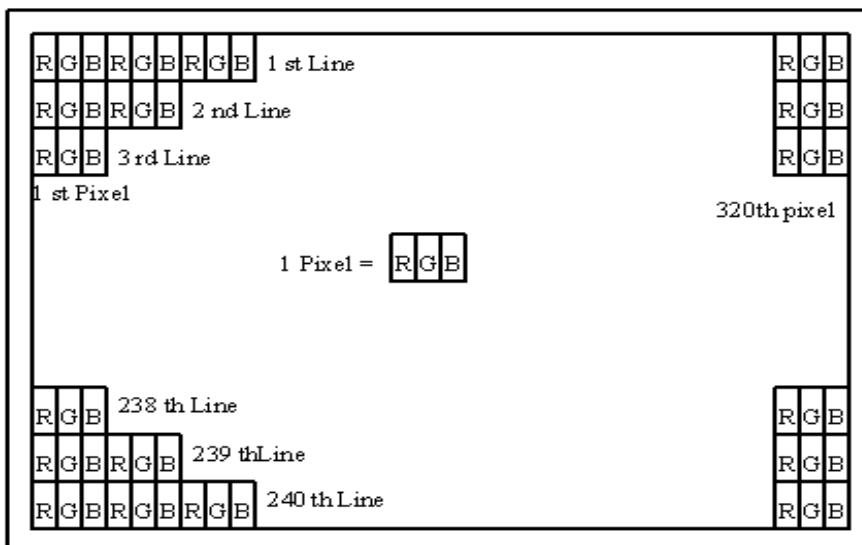 R G B R G B R G B 1 st Line R G B
R G B R G B 2 nd Line R G B
R G B 3 rd Line R G B
1 st Pixel
320th pixel
1 Pixel = R G B
R G B 238 th Line R G B
R G B R G B 239 thLine R G B
R G B R G B R G B 240 th Line R G B